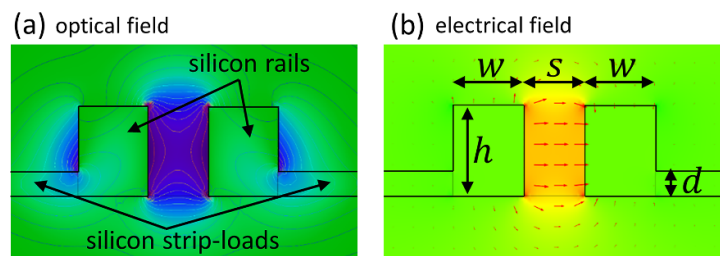 (a) optical field
silicon rails
silicon strip-loads
(b) electrical field
w s w
h
d